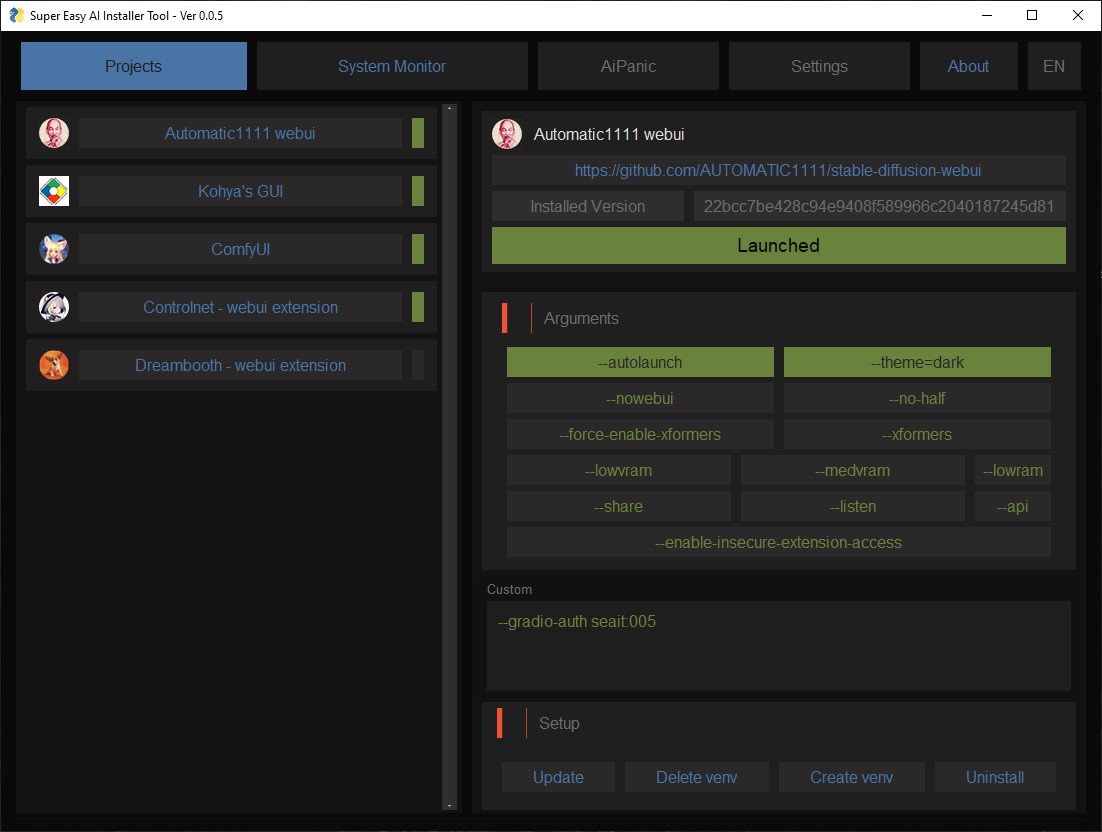 Super Easy AI Installer Tool - Ver 0.0.5
Projects
System Monitor
AiPanic
Settings
About
EN
Automatic1111 webui
Kohya's GUI
ComfyUI
Controlnet - webui extension
Dreambooth - webui extension
Automatic1111 webui
https://github.com/AUTOMATIC1111/stable-diffusion-webui
Installed Version 22bcc7be428c94e9408f589966c2040187245d81
Launched
Arguments
--autolaunch --theme=dark
--nowebui --no-half
--force-enable-xformers --xformers
--lowvram --medvram --lowram
--share --listen --api
--enable-insecure-extension-access
Custom
--gradio-auth seait:005
Setup
Update Delete venv Create venv Uninstall